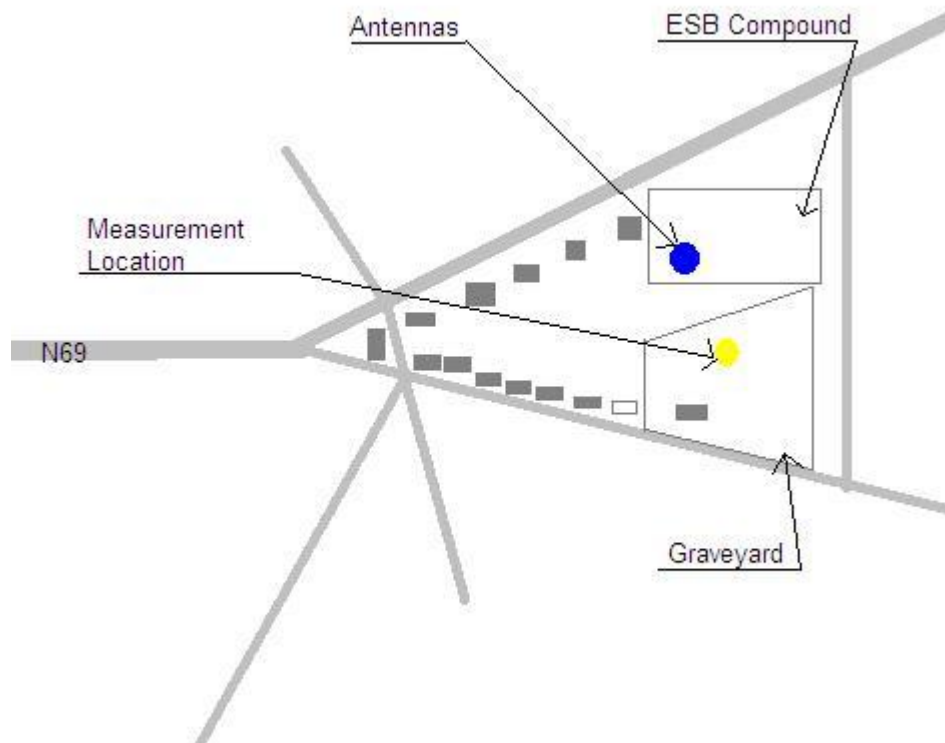 Antennas
ESB Compound
Measurement
Location
N69
Graveyard